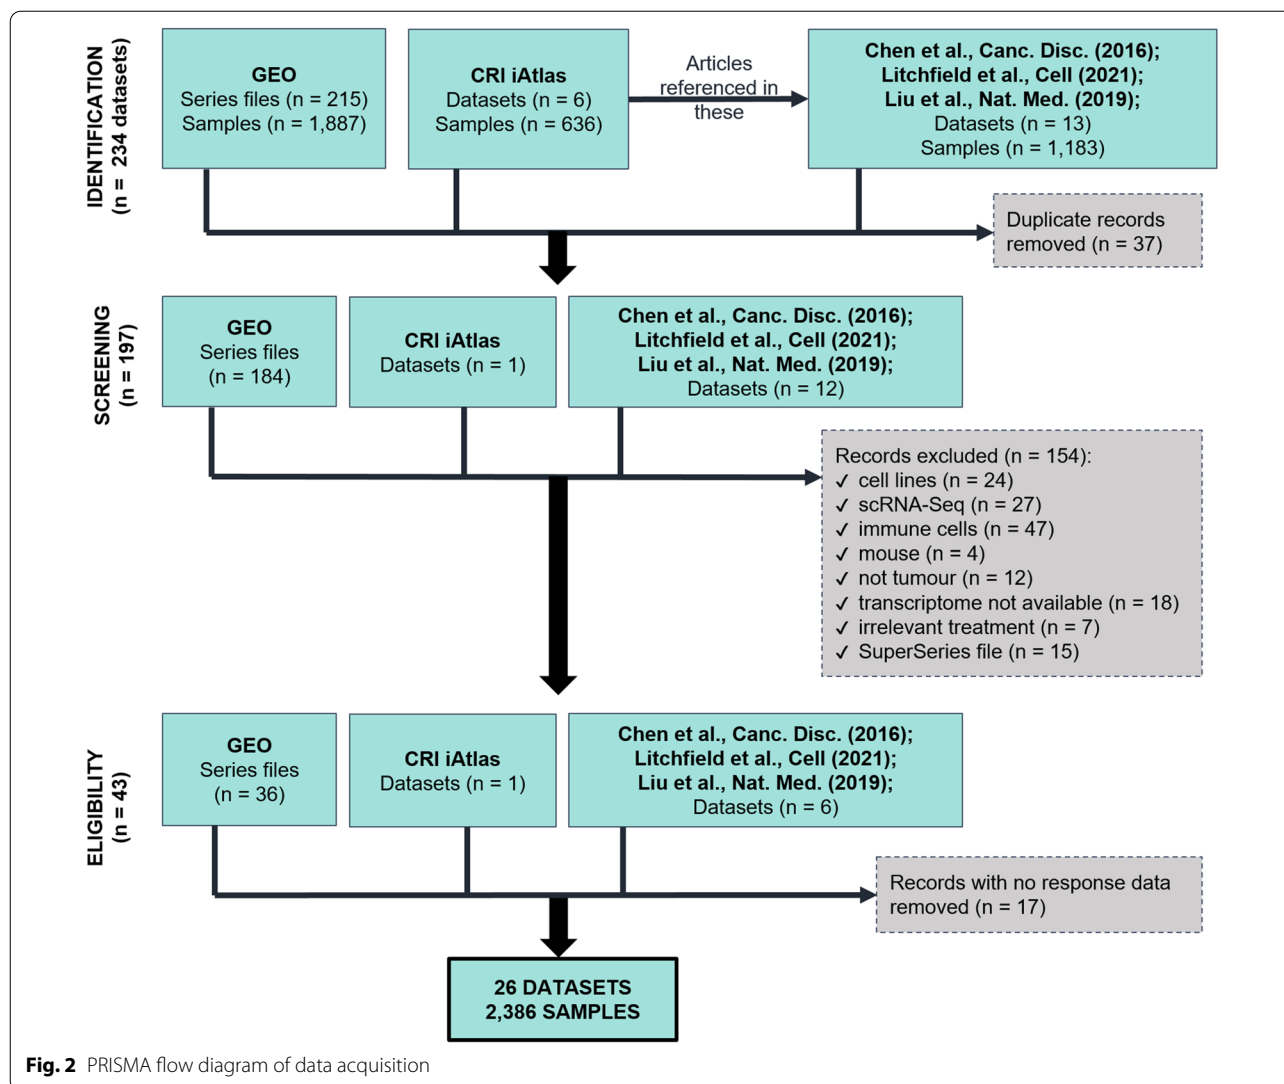 IDENTIFICATION
(n = 234 datasets)
GEO
Series files (n = 215)
Samples (n = 1,887)
CRI iAtlas
Datasets (n = 6)
Samples (n = 636)
Articles
referenced in
these
Chen et al., Canc. Disc. (2016);
Litchfield et al., Cell (2021);
Liu et al., Nat. Med. (2019);
Datasets (n = 13)
Samples (n = 1,183)
Duplicate records
removed (n = 37)
SCREENING
(n = 197)
GEO
Series files
(n = 184)
CRI iAtlas
Datasets (n = 1)
Chen et al., Canc. Disc. (2016);
Litchfield et al., Cell (2021);
Liu et al., Nat. Med. (2019);
Datasets (n = 12)
Records excluded (n = 154):
✓ cell lines (n = 24)
✓ scRNA-Seq (n = 27)
✓ immune cells (n = 47)
✓ mouse (n = 4)
✓ not tumour (n = 12)
✓ transcriptome not available (n = 18)
✓ irrelevant treatment (n = 7)
✓ SuperSeries file (n = 15)
ELIGIBILITY
(n = 43)
GEO
Series files
(n = 36)
CRI iAtlas
Datasets (n = 1)
Chen et al., Canc. Disc. (2016);
Litchfield et al., Cell (2021);
Liu et al., Nat. Med. (2019);
Datasets (n = 6)
Records with no response data
removed (n = 17)
26 DATASETS
2,386 SAMPLES
Fig. 2 PRISMA flow diagram of data acquisition